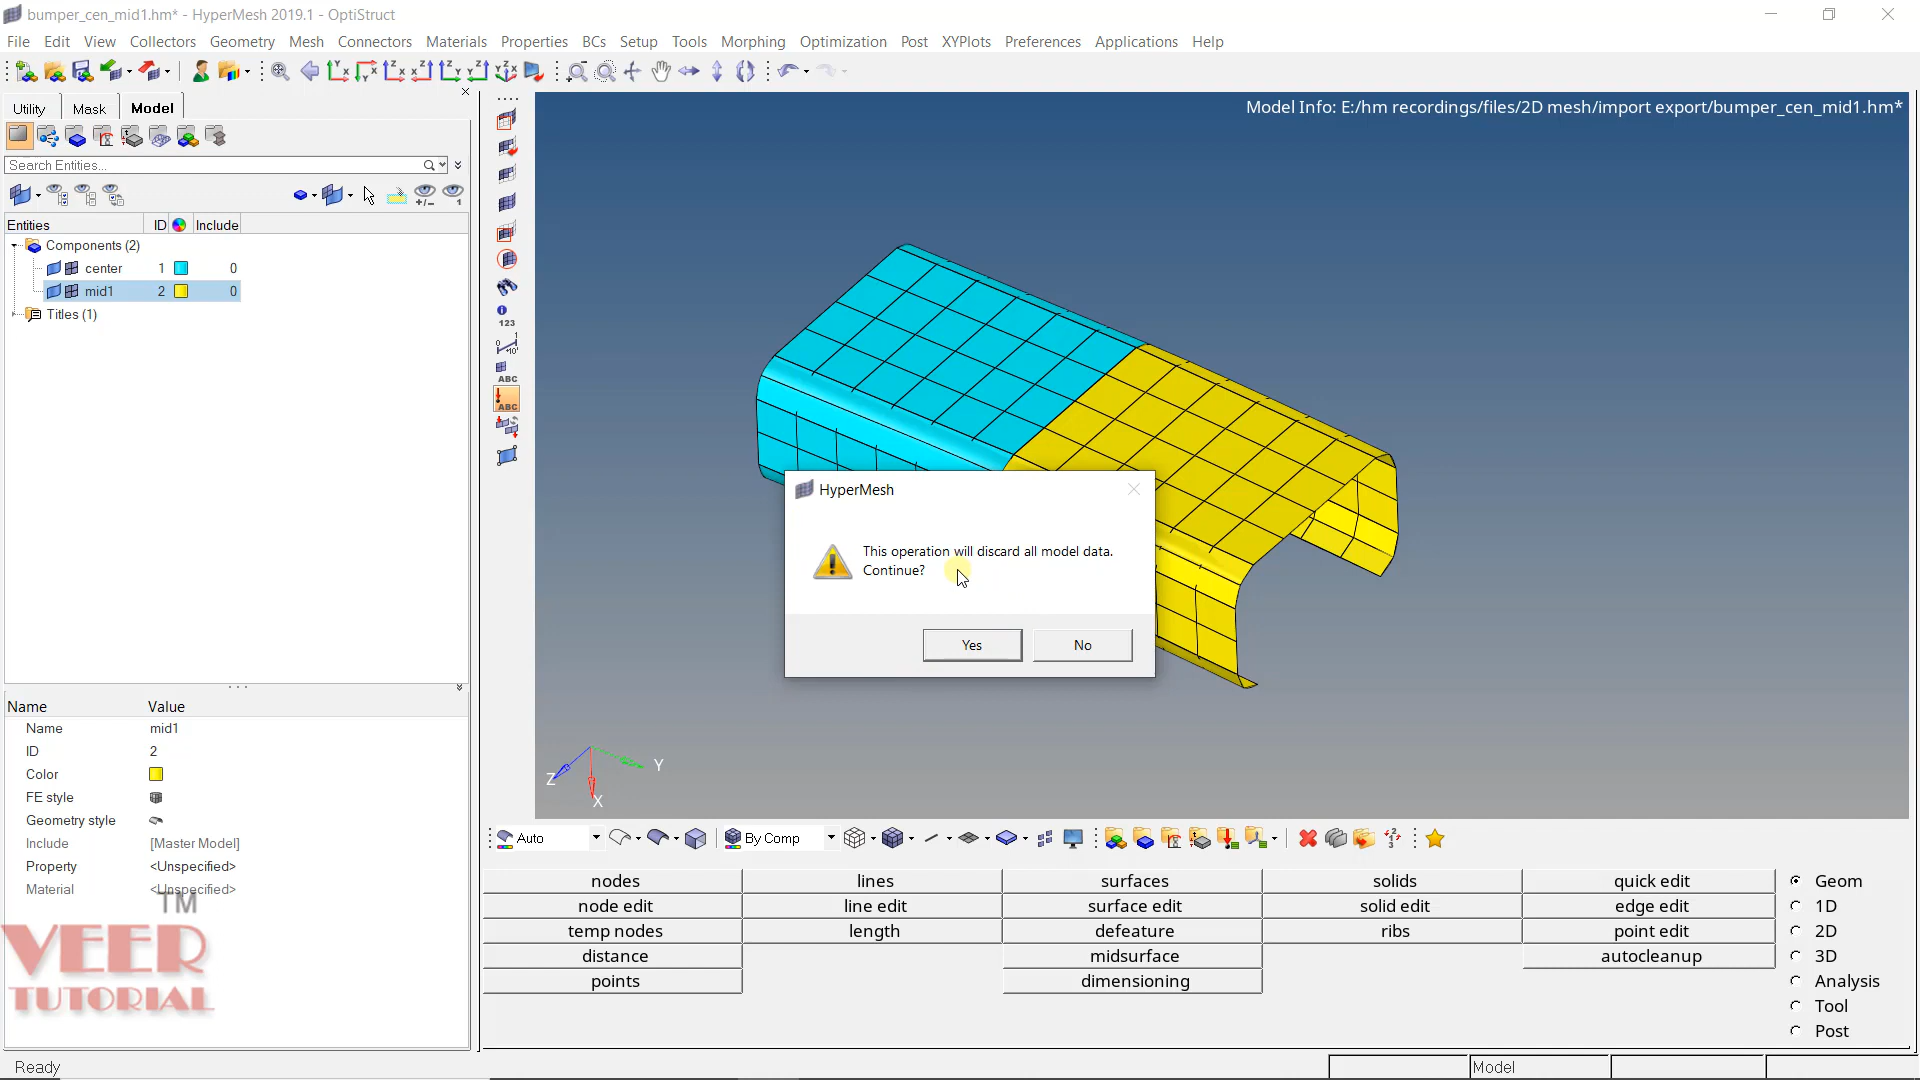 bumper_cen_mid1.hm* - HyperMesh 2019.1 - OptiStruct
File Edit View Collectors Geometry Mesh Connectors Materials Properties BCs Setup Tools Morphing Optimization Post XYPlots Preferences Applications Help
Utility Mask Model
Model Info: E:/hm recordings/files/2D mesh/import export/bumper_cen_mid1.hm*
Search Entities...
Entities ID Include
Components (2)
center 1 0
mid1 2 0
Titles (1)
123
ABC
ABC
HyperMesh
This operation will discard all model data.
Continue?
Yes No
Name Value
Name mid1
ID 2
Color
FE style
Geometry style
Include [Master Model]
Property <Unspecified>
Material <Unspecified>
Z Y
X
Auto By Comp
nodes lines surfaces solids quick edit Geom
node edit line edit surface edit solid edit edge edit 1D
temp nodes length defeature ribs point edit 2D
distance midsurface autocleanup 3D
points dimensioning Analysis
Tool
Post
TM
VEER
TUTORIAL
Ready Model